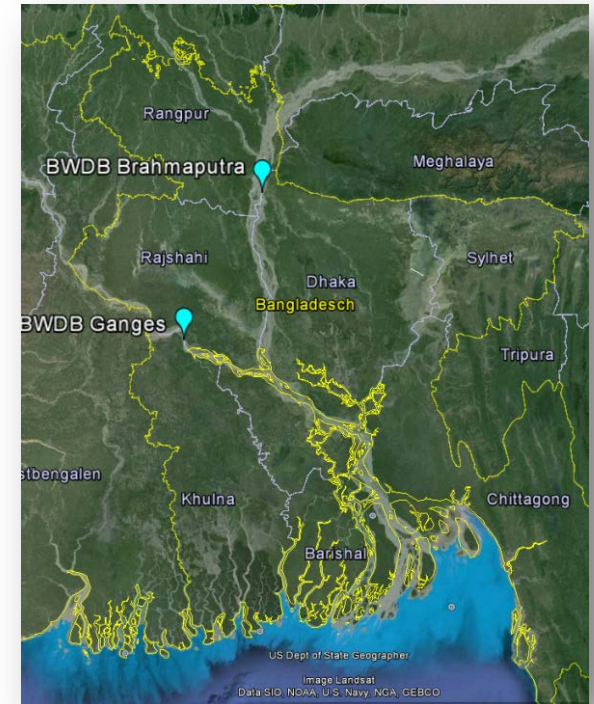 Rangpur
BWDB Brahmaputra
Meghalaya
Rajshahi
Sylhet
Dhaka
Bangladesch
BWDB Ganges
Tripura
stbengalen
Khulna
Chittagong
Barishal
US Dept of State Geographer
Image Landsat
Data SIO, NOAA, U.S. Navy, NGA, GEBCO